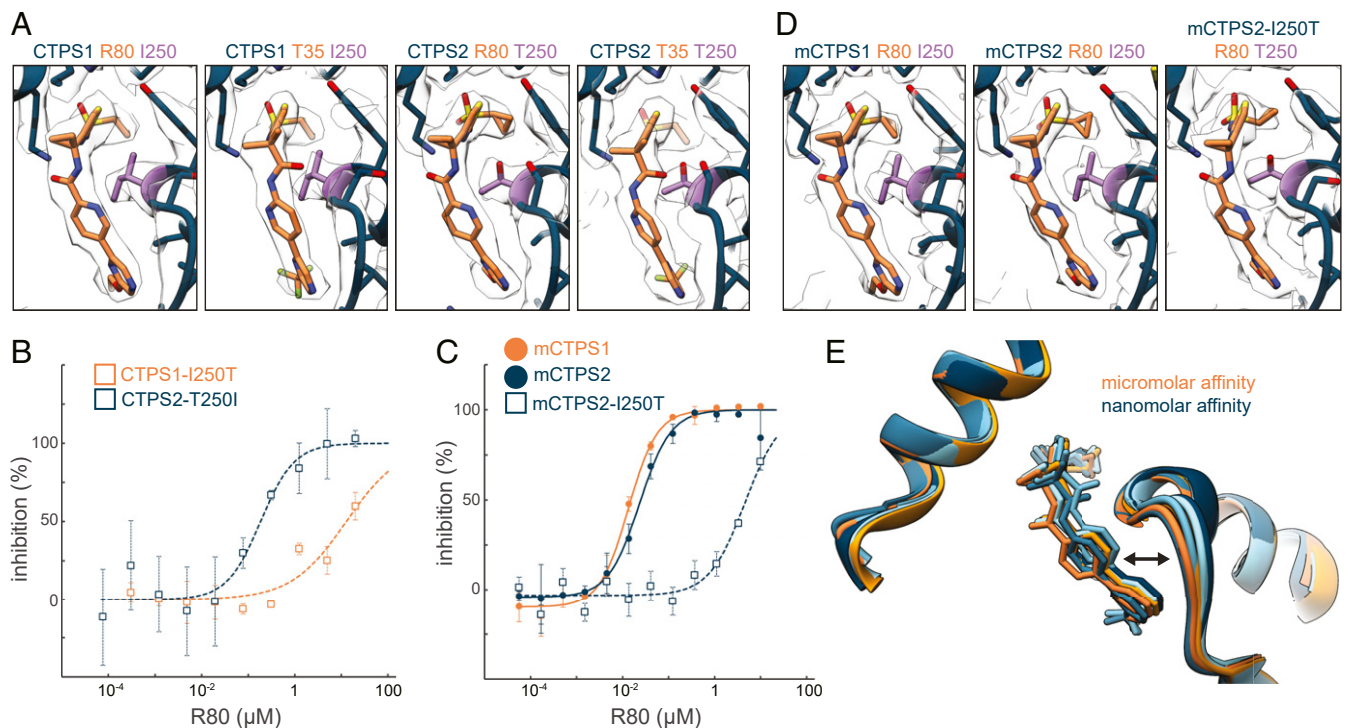 A
CTPS1 R80 I250
CTPS1 T35 I250
CTPS2 R80 T250
CTPS2 T35 T250
D
mCTPS1 R80 I250
mCTPS2 R80 I250
mCTPS2-I250T
R80 T250
B
CTPS1-I250T
CTPS2-T250I
inhibition (%)
100
50
0
10-4
10-2
1
100
R80 (µM)
C
mCTPS1
mCTPS2
mCTPS2-I250T
inhibition (%)
100
50
0
10-4
10-2
1
100
R80 (µM)
E
micromolar affinity
nanomolar affinity